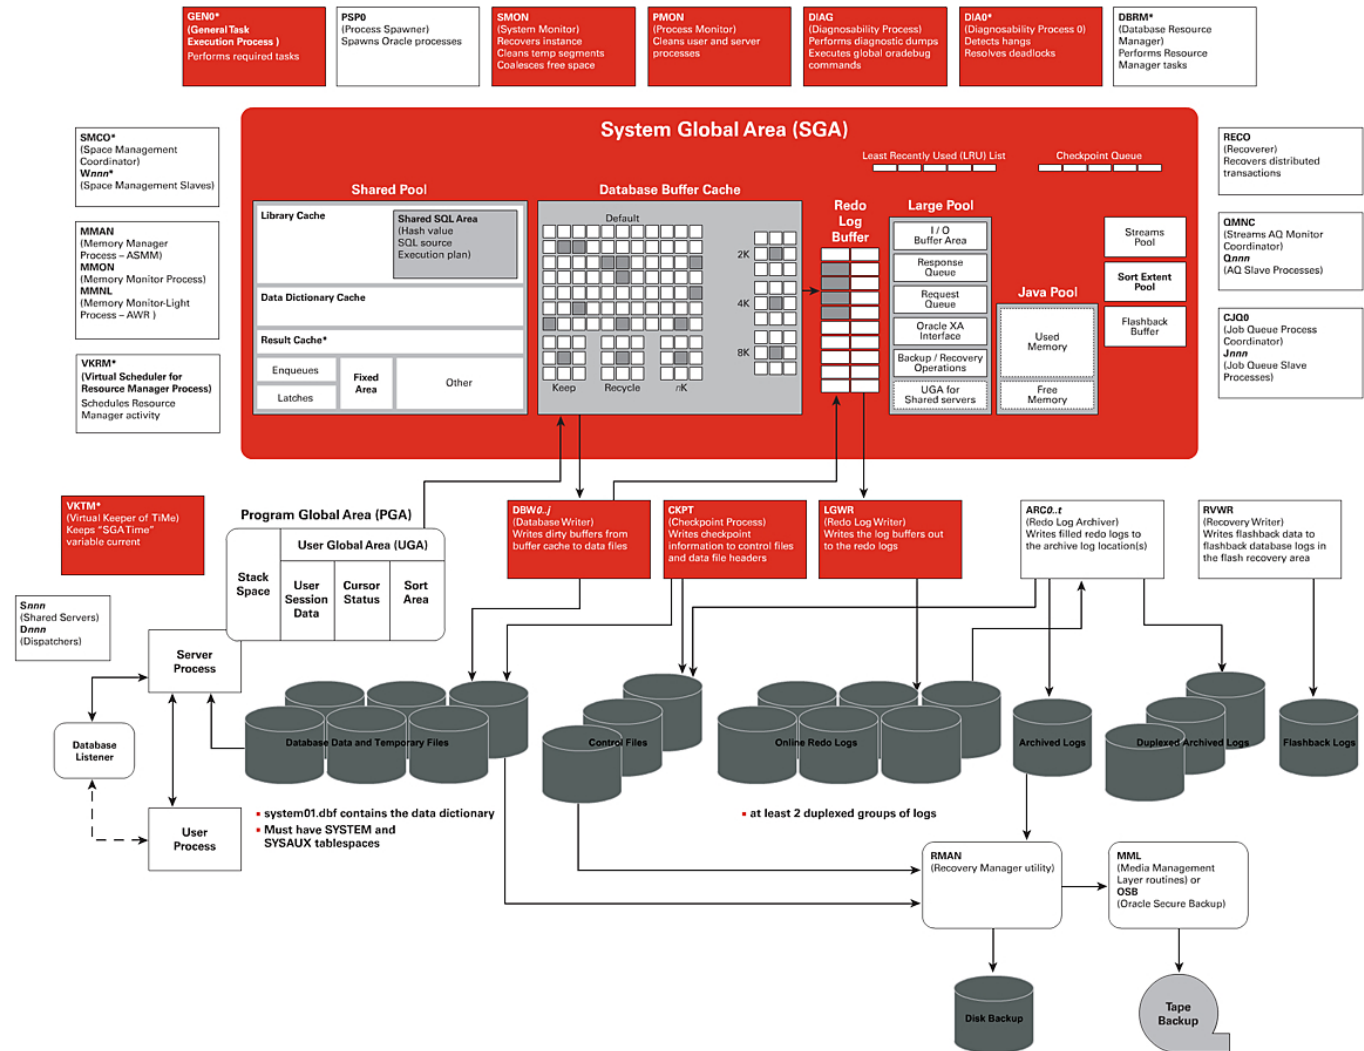 GEN0*
(General Task
Execution Process )
Performs required tasks
PSP0
(Process Spawner)
Spawns Oracle processes
SMON
(System Monitor)
Recovers instance
Cleans temp segments
Coalesces free space
PMON
(Process Monitor)
Cleans user and server
processes
DIAG
(Diagnosability Process)
Performs diagnostic dumps
Executes global oradebug
commands
DIA0*
(Diagnosability Process 0)
Detects hangs
Resolves deadlocks
DBRM*
(Database Resource
Manager)
Performs Resource
Manager tasks
SMCO*
(Space Management
Coordinator)
Wnnn*
(Space Management Slaves)
MMAN
(Memory Manager
Process – ASMM)
MMON
(Memory Monitor Process)
MMNL
(Memory Monitor-Light
Process – AWR )
VKRM*
(Virtual Scheduler for
Resource Manager Process)
Schedules Resource
Manager activity
System Global Area (SGA)
Least Recently Used (LRU) List
Checkpoint Queue
Shared Pool
Library Cache
Shared SQL Area
(Hash value
SQL source
Execution plan)
Data Dictionary Cache
Result Cache*
Enqueues
Latches
Fixed
Area
Other
Database Buffer Cache
Default
2K
4K
8K
Keep
Recycle
nK
Redo
Log
Buffer
Large Pool
I / O
Buffer Area
Response
Queue
Request
Queue
Oracle XA
Interface
Backup / Recovery
Operations
UGA for
Shared servers
Java Pool
Used
Memory
Free
Memory
Streams
Pool
Sort Extent
Pool
Flashback
Buffer
RECO
(Recoverer)
Recovers distributed
transactions
QMNC
(Streams AQ Monitor
Coordinator)
Qnnn
(AQ Slave Processes)
CJQ0
(Job Queue Process
Coordinator)
Jnnn
(Job Queue Slave
Processes)
VKTM*
(Virtual Keeper of TiMe)
Keeps "SGA Time"
variable current
Program Global Area (PGA)
Stack
Space
User Global Area (UGA)
User
Session
Data
Cursor
Status
Sort
Area
DBW0..j
(Database Writer)
Writes dirty buffers from
buffer cache to data files
CKPT
(Checkpoint Process)
Writes checkpoint
information to control files
and data file headers
LGWR
(Redo Log Writer)
Writes the log buffers out
to the redo logs
ARC0..t
(Redo Log Archiver)
Writes filled redo logs to
the archive log location(s)
RVWR
(Recovery Writer)
Writes flashback data to
flashback database logs in
the flash recovery area
Snnn
(Shared Servers)
Dnnn
(Dispatchers)
Server
Process
Database
Listener
User
Process
Database Data and Temporary Files
Control Files
Online Redo Logs
Archived Logs
Duplexed Archived Logs
Flashback Logs
▪ system01.dbf contains the data dictionary
▪ Must have SYSTEM and
SYSAUX tablespaces
▪ at least 2 duplexed groups of logs
RMAN
(Recovery Manager utility)
MML
(Media Management
Layer routines) or
OSB
(Oracle Secure Backup)
Disk Backup
Tape
Backup